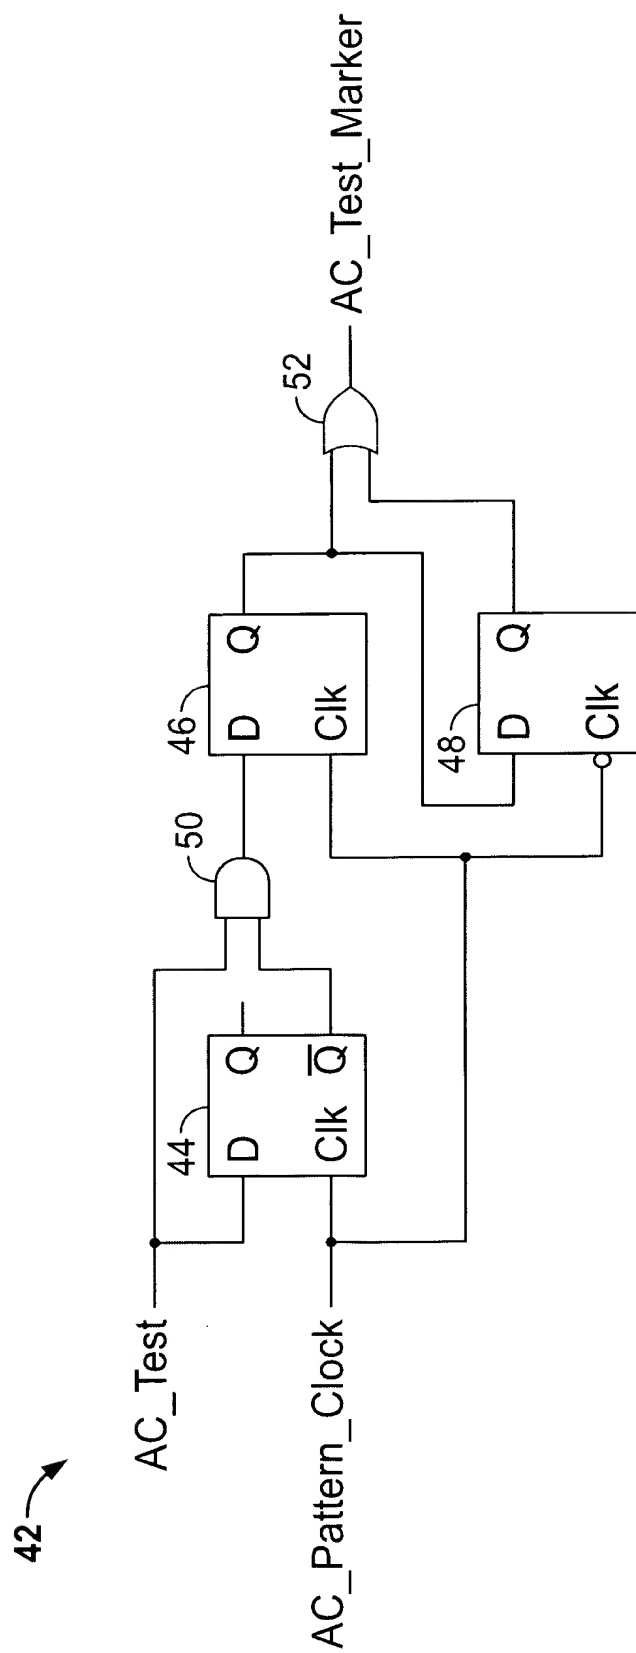 42
AC_Test
AC_Pattern_Clock
44
D Q
Clk Q̅
50
46
D Q
Clk
48
D Q
Clk
52
AC_Test_Marker